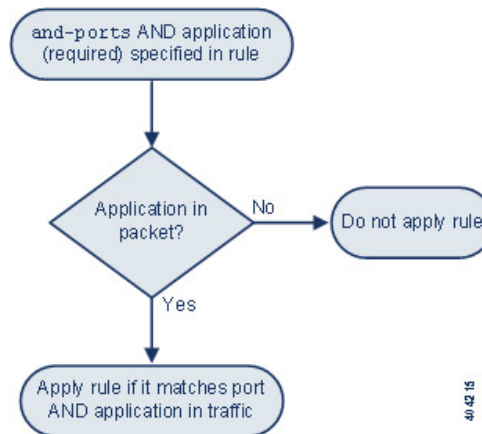 and-ports AND application
(required) specified in rule
Application in
packet?
No
Do not apply rule
Yes
Apply rule if it matches port
AND application in traffic
404215